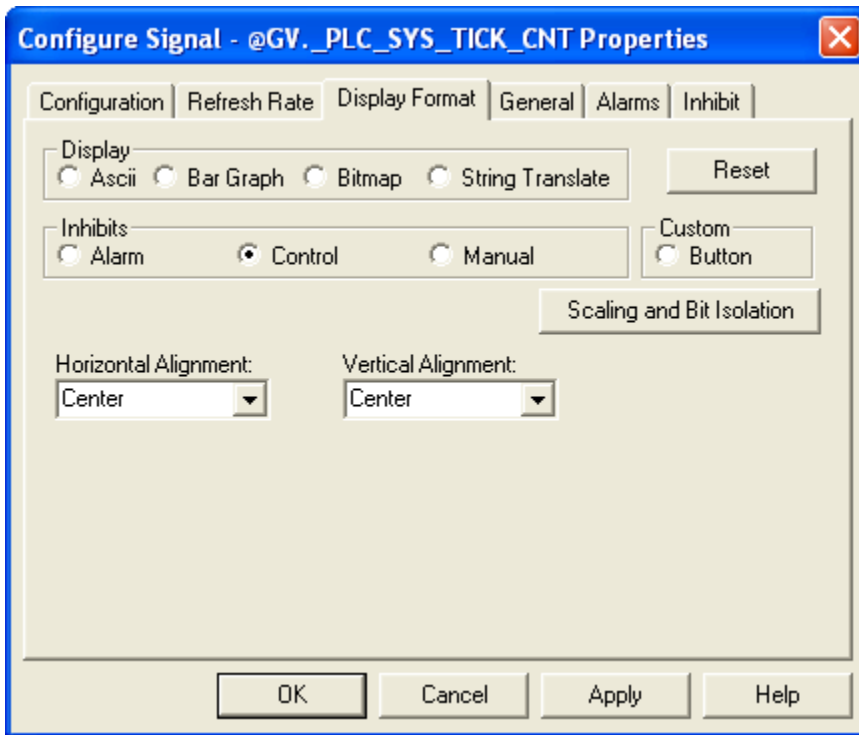 Configure Signal - @GV._PLC_SYS_TICK_CNT Properties
Configuration Refresh Rate Display Format General Alarms Inhibit
Display
Ascii Bar Graph Bitmap String Translate Reset
Inhibits Custom
Alarm Control Manual Button
Scaling and Bit Isolation
Horizontal Alignment: Vertical Alignment:
Center Center
OK Cancel Apply Help